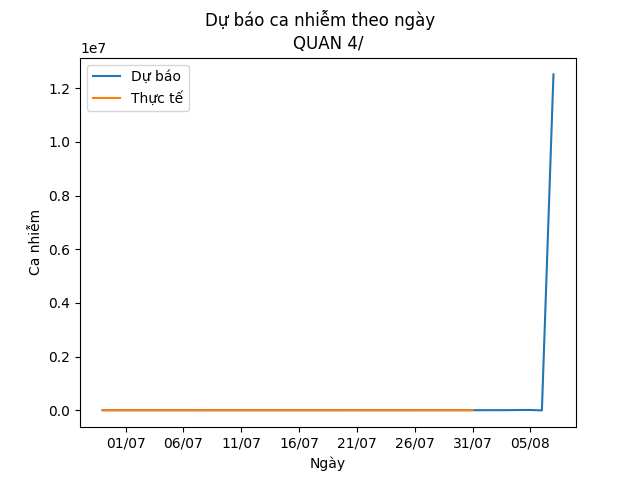 Dự báo ca nhiễm theo ngày
QUAN 4/
1e7
Dự báo
Thực tế
1.2
1.0
0.8
0.6
0.4
0.2
0.0
Ca nhiễm
01/07 06/07 11/07 16/07 21/07 26/07 31/07 05/08
Ngày